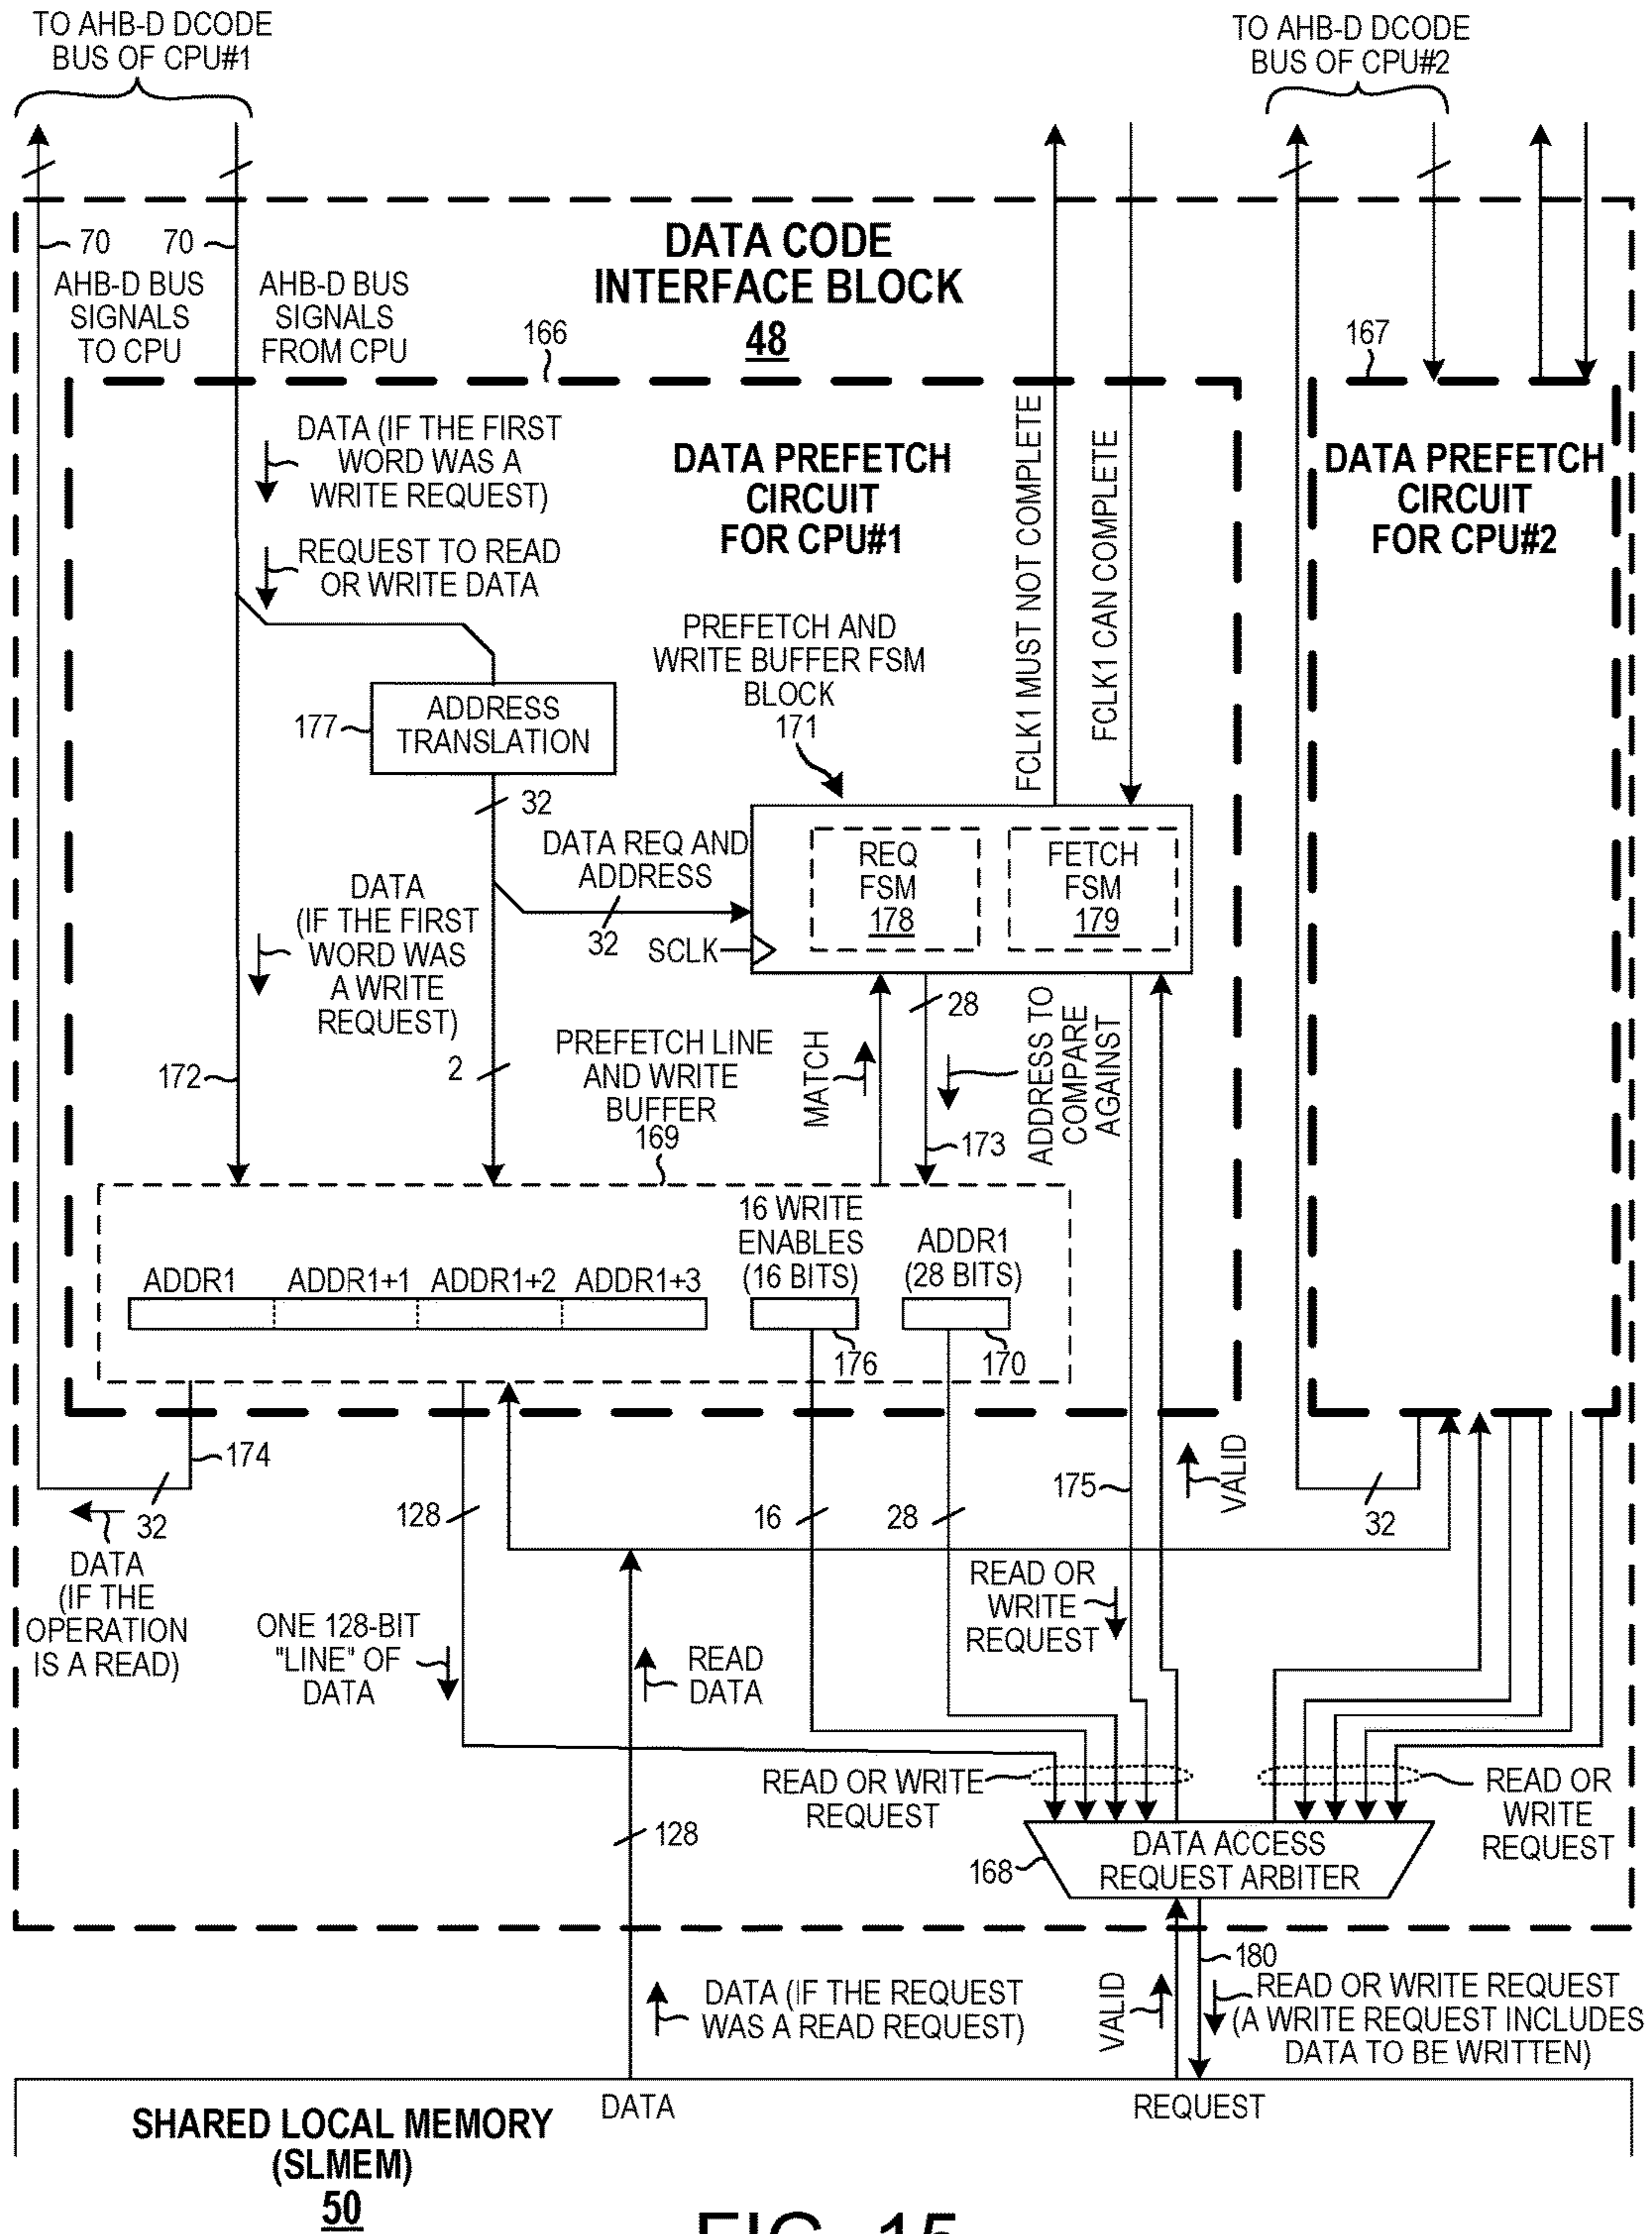 TO AHB-D DCODE
BUS OF CPU#1
TO AHB-D DCODE
BUS OF CPU#2
70
70
AHB-D BUS
SIGNALS
TO CPU
AHB-D BUS
SIGNALS
FROM CPU
DATA CODE
INTERFACE BLOCK
48
166
167
DATA (IF THE FIRST
WORD WAS A
WRITE REQUEST)
REQUEST TO READ
OR WRITE DATA
DATA PREFETCH
CIRCUIT
FOR CPU#1
FCLK1 MUST NOT COMPLETE
FCLK1 CAN COMPLETE
DATA PREFETCH
CIRCUIT
FOR CPU#2
PREFETCH AND
WRITE BUFFER FSM
BLOCK
171
177
ADDRESS
TRANSLATION
32
DATA REQ AND
ADDRESS
32
SCLK
REQ
FSM
178
FETCH
FSM
179
DATA
(IF THE FIRST
WORD WAS
A WRITE
REQUEST)
172
2
PREFETCH LINE
AND WRITE
BUFFER
169
MATCH
28
173
ADDRESS TO
COMPARE
AGAINST
16 WRITE
ENABLES
(16 BITS)
ADDR1
(28 BITS)
ADDR1
ADDR1+1
ADDR1+2
ADDR1+3
176
170
174
32
DATA
(IF THE
OPERATION
IS A READ)
128
16
28
175
VALID
32
ONE 128-BIT
"LINE" OF
DATA
READ
DATA
READ OR
WRITE
REQUEST
READ OR WRITE
REQUEST
READ OR
WRITE
REQUEST
128
168
DATA ACCESS
REQUEST ARBITER
180
DATA (IF THE REQUEST
WAS A READ REQUEST)
VALID
READ OR WRITE REQUEST
(A WRITE REQUEST INCLUDES
DATA TO BE WRITTEN)
DATA
REQUEST
SHARED LOCAL MEMORY
(SLMEM)
50
FIG. 15